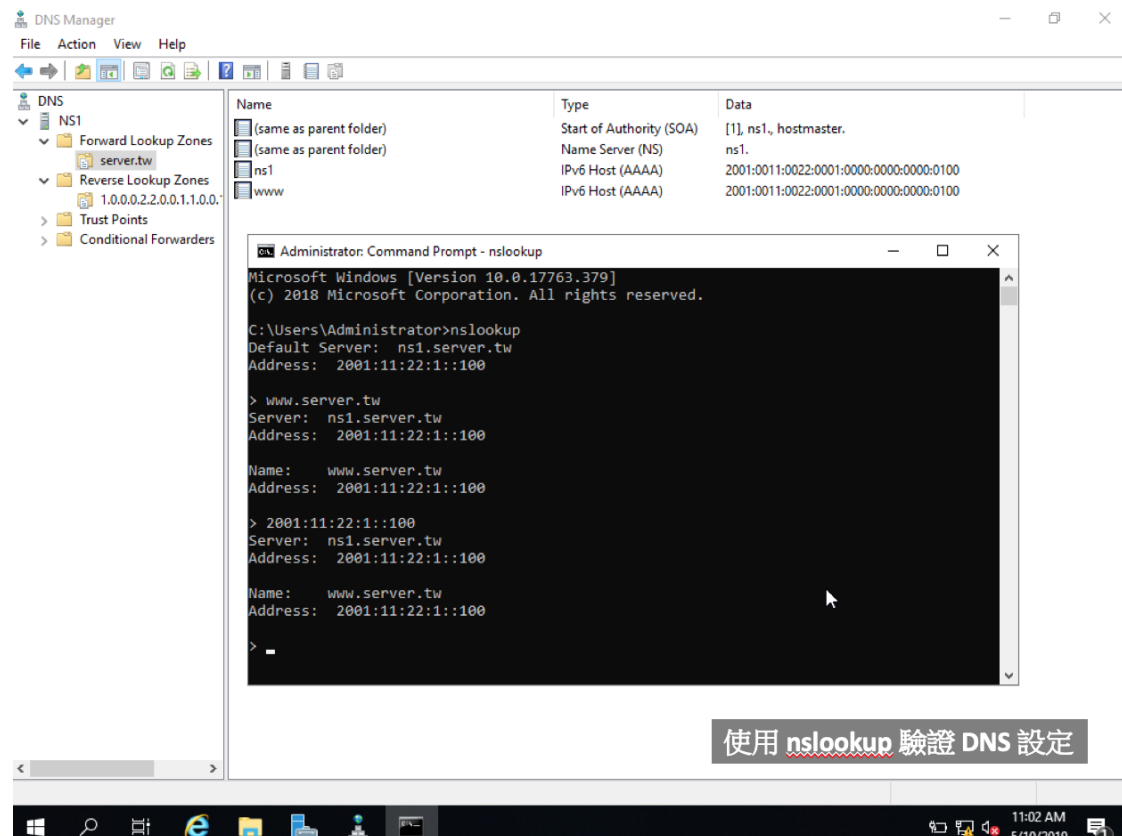 DNS Manager
File Action View Help
DNS
NS1
Forward Lookup Zones
server.tw
Reverse Lookup Zones
1.0.0.0.2.2.0.0.1.1.0.0.
Trust Points
Conditional Forwarders
Name Type Data
(same as parent folder) Start of Authority (SOA) [1], ns1., hostmaster.
(same as parent folder) Name Server (NS) ns1.
ns1 IPv6 Host (AAAA) 2001:0011:0022:0001:0000:0000:0000:0100
www IPv6 Host (AAAA) 2001:0011:0022:0001:0000:0000:0000:0100
Administrator: Command Prompt - nslookup
Microsoft Windows [Version 10.0.17763.379]
(c) 2018 Microsoft Corporation. All rights reserved.
C:\Users\Administrator>nslookup
Default Server: ns1.server.tw
Address: 2001:11:22:1::100
> www.server.tw
Server: ns1.server.tw
Address: 2001:11:22:1::100
Name: www.server.tw
Address: 2001:11:22:1::100
> 2001:11:22:1::100
Server: ns1.server.tw
Address: 2001:11:22:1::100
Name: www.server.tw
Address: 2001:11:22:1::100
>
使用 nslookup 驗證 DNS 設定
11:02 AM